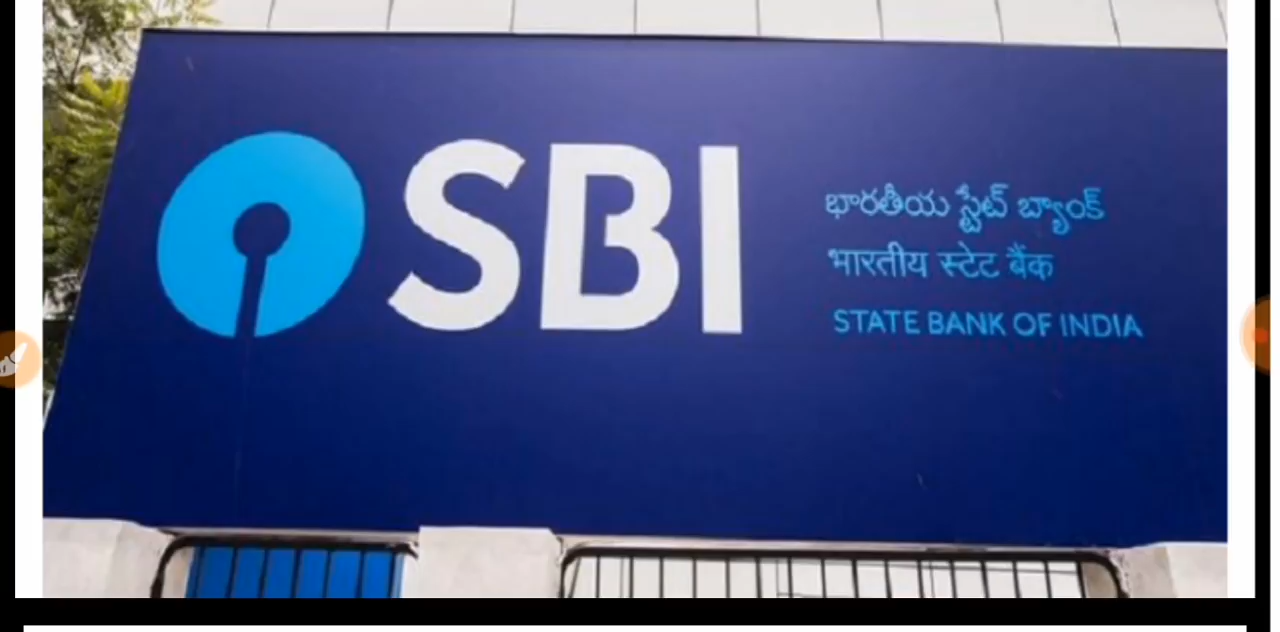 SBI
భారతీయ స్టేట్ బ్యాంక్
भारतीय स्टेट बैंक
STATE BANK OF INDIA